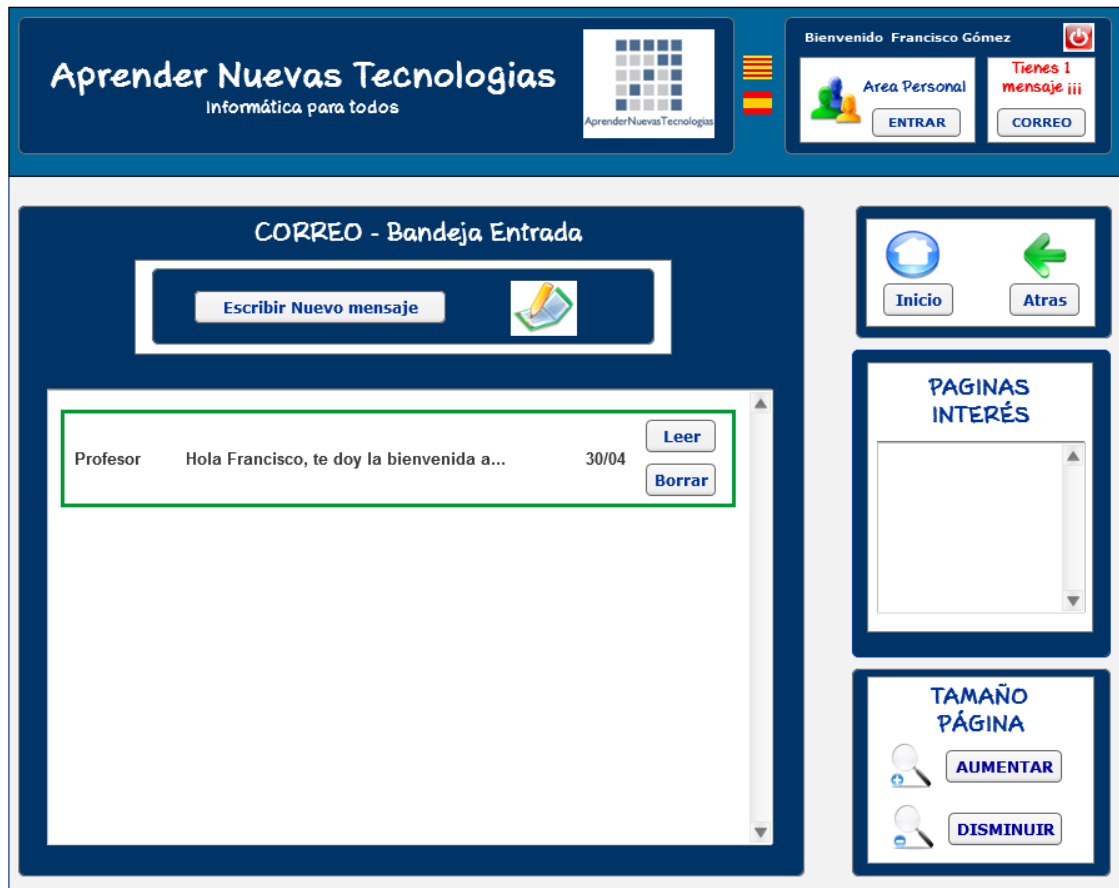 Aprender Nuevas Tecnologias
Informática para todos
AprenderNuevasTecnologias
Bienvenido Francisco Gómez
Area Personal
ENTRAR
Tienes 1
mensaje ¡¡¡
CORREO
CORREO - Bandeja Entrada
Escribir Nuevo mensaje
Profesor Hola Francisco, te doy la bienvenida a... 30/04
Leer
Borrar
Inicio
Atras
PAGINAS
INTERÉS
TAMAÑO
PÁGINA
AUMENTAR
DISMINUIR